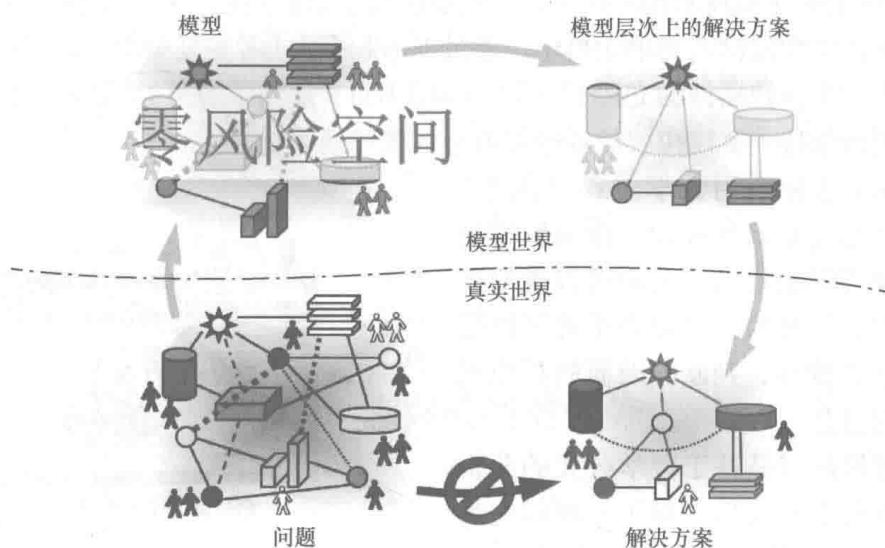 模型
模型层次上的解决方案
零风险空间
模型世界
真实世界
问题
解决方案